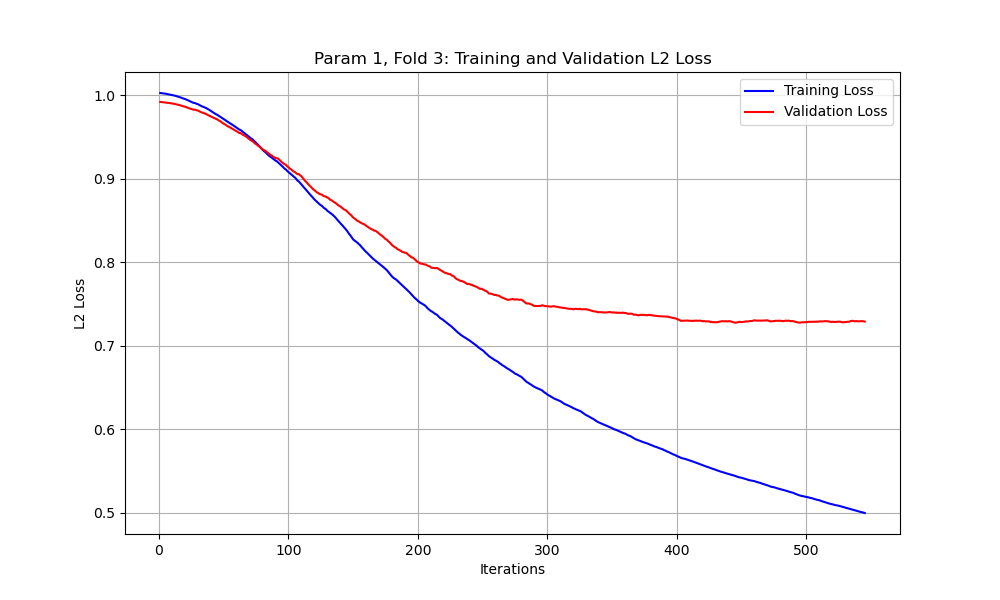 Param 1, Fold 3: Training and Validation L2 Loss
Training Loss
Validation Loss
1.0
0.9
0.8
0.7
0.6
0.5
L2 Loss
0 100 200 300 400 500
Iterations